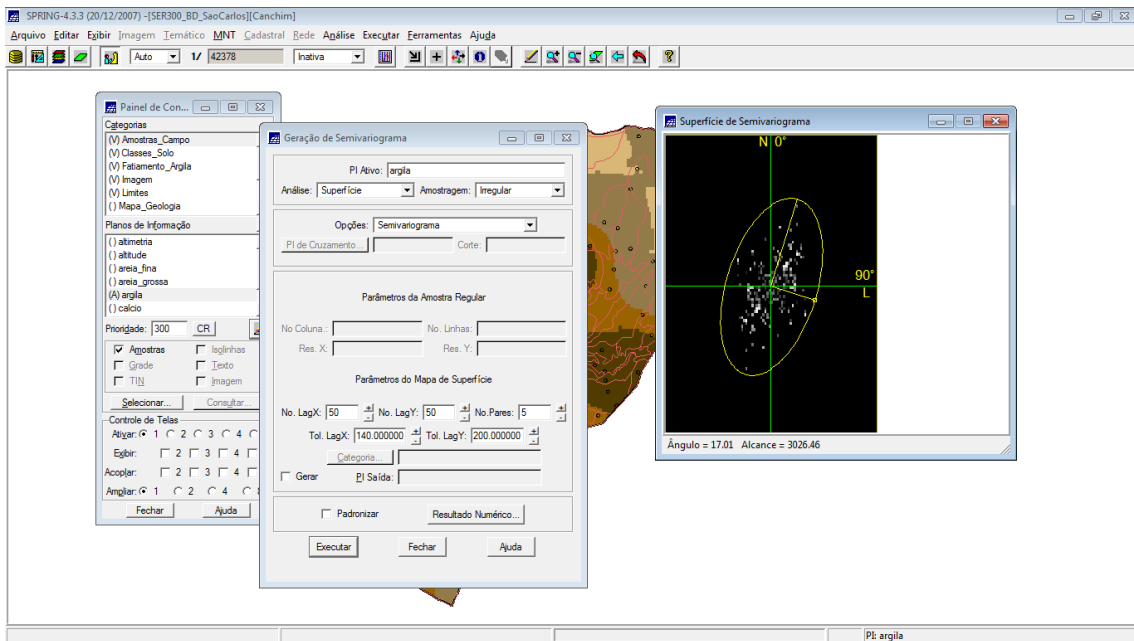 SPRING-4.3.3 (20/12/2007) -[SER300_BD_SaoCarlos][Canchim]
Arquivo Editar Exibir Imagem Temático MNT Cadastral Rede Análise Executar Ferramentas Ajuda
Auto 1/ 42378 Inativa
Painel de Con...
Categorias
(V) Amostras_Campo
(V) Classes_Solo
(V) Fatiamento_Argila
(V) Imagem
(V) Limites
( ) Mapa_Geologia
Planos de Informação
( ) altimetria
( ) altitude
( ) areia_fina
( ) areia_grossa
(A) argila
( ) calcio
Prioridade: 300 CR
Amostras Isolinhas
Grade Texto
TIN Imagem
Selecionar... Consultar...
Controle de Telas
Ativar: 1 2 3 4
Exibir: 2 3 4
Acoplar: 2 3 4
Ampliar: 1 2 4 8
Fechar Ajuda
Geração de Semivariograma
PI Ativo: argila
Análise: Superfície Amostragem: Irregular
Opções: Semivariograma
PI de Cruzamento... Corte:
Parâmetros da Amostra Regular
No Coluna.: No. Linhas:
Res. X: Res. Y:
Parâmetros do Mapa de Superfície
No. LagX: 50 No. LagY: 50 No.Pares: 5
Tol. LagX: 140.000000 Tol. LagY: 200.000000
Categoria...
Gerar PI Saída:
Padronizar Resultado Numérico...
Executar Fechar Ajuda
Superfície de Semivariograma
N 0°
90°
L
Ângulo = 17.01 Alcance = 3026.46
PI: argila